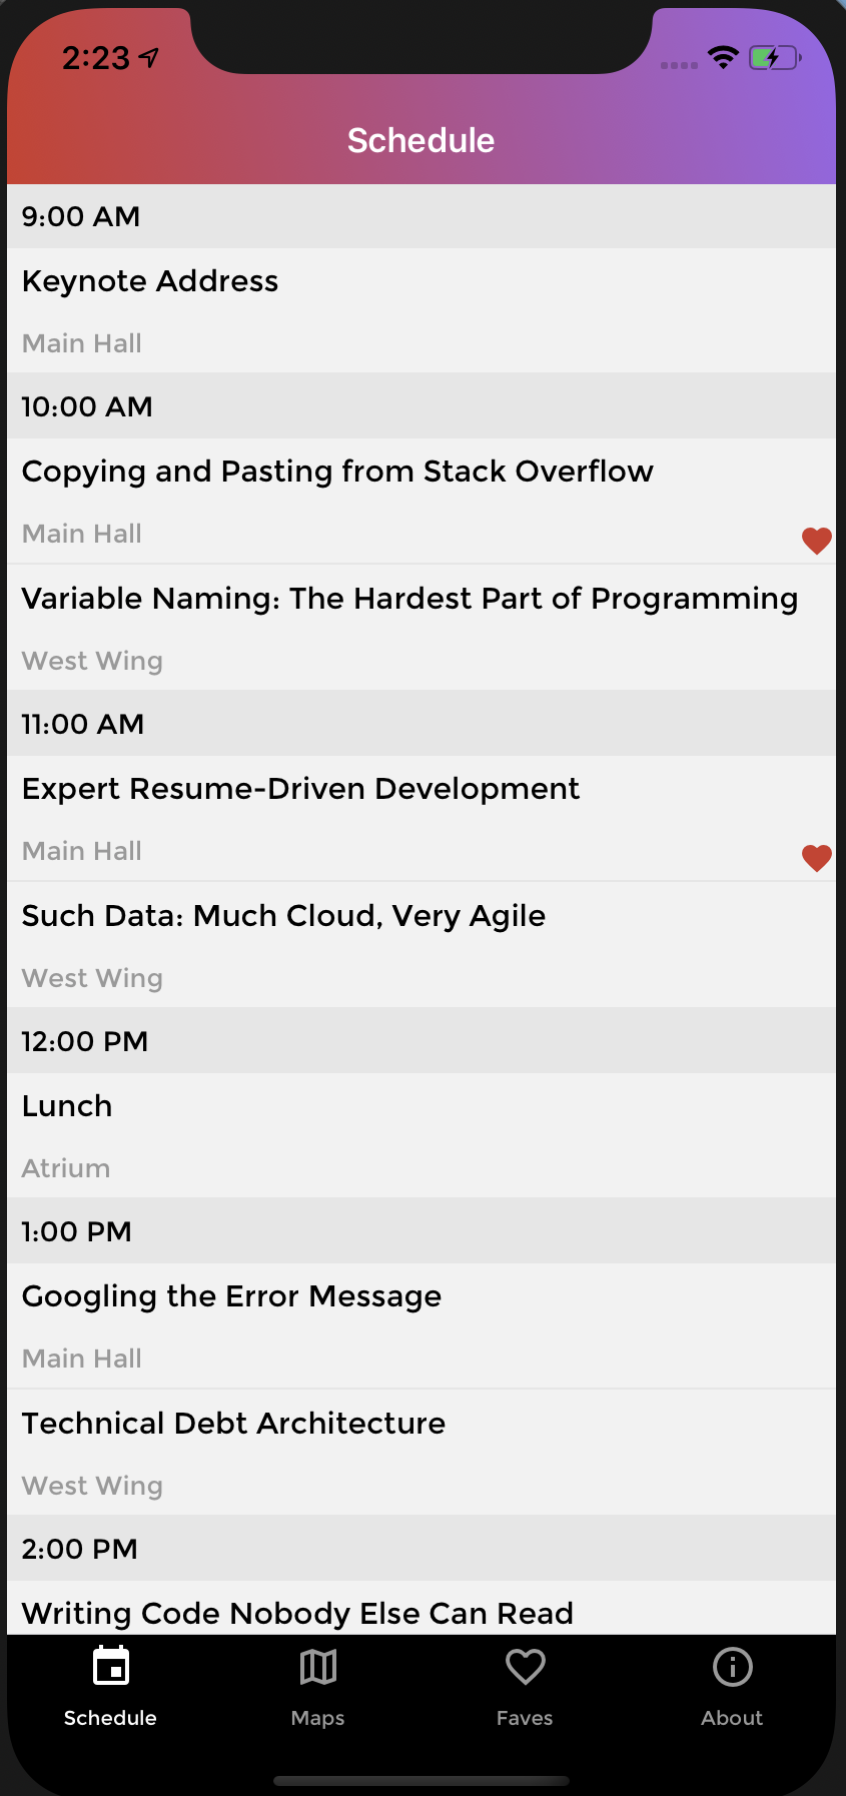 2:23
Schedule
9:00 AM
Keynote Address
Main Hall
10:00 AM
Copying and Pasting from Stack Overflow
Main Hall
Variable Naming: The Hardest Part of Programming
West Wing
11:00 AM
Expert Resume-Driven Development
Main Hall
Such Data: Much Cloud, Very Agile
West Wing
12:00 PM
Lunch
Atrium
1:00 PM
Googling the Error Message
Main Hall
Technical Debt Architecture
West Wing
2:00 PM
Writing Code Nobody Else Can Read
Schedule Maps Faves About